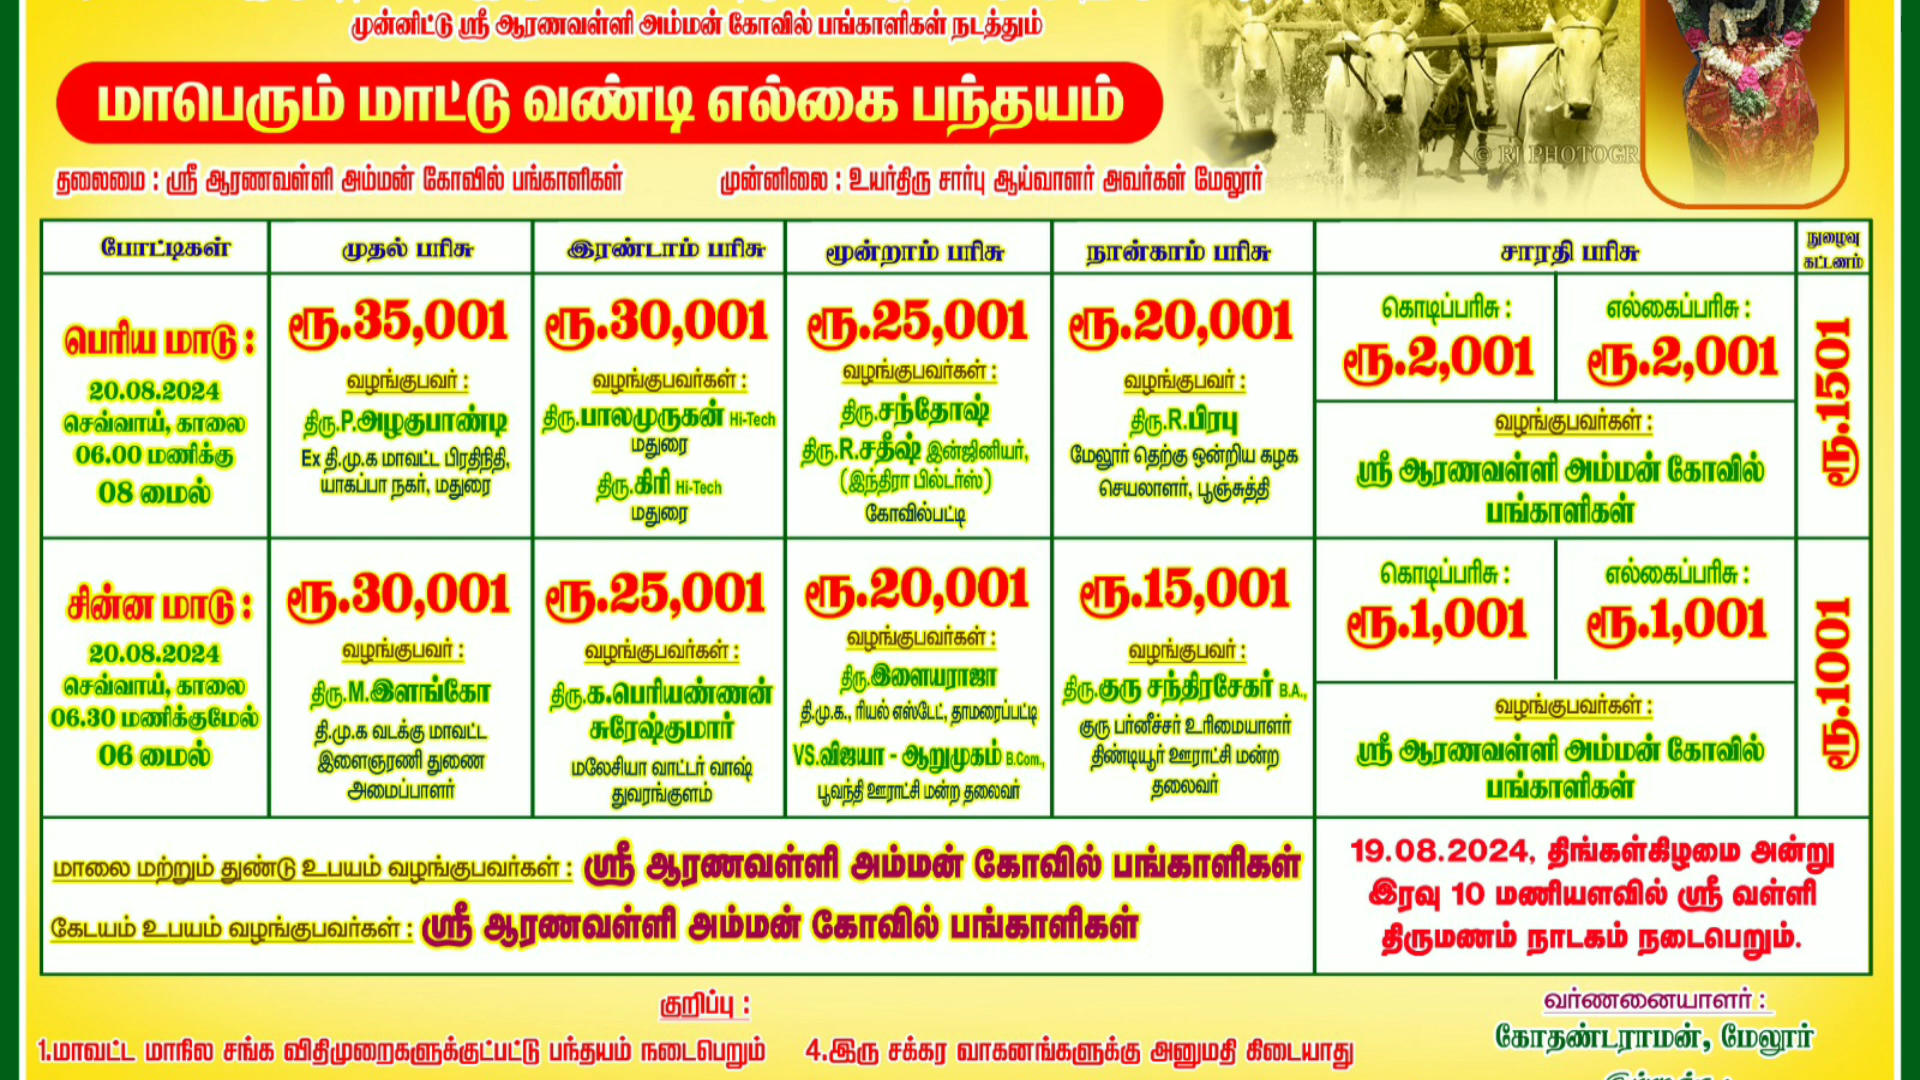 முன்னிட்டு ஸ்ரீ ஆரணவள்ளி அம்மன் கோவில் பங்காளிகள் நடத்தும்
மாபெரும் மாட்டு வண்டி எல்கை பந்தயம்
© RJ PHOTOGR
தலைமை : ஸ்ரீ ஆரணவள்ளி அம்மன் கோவில் பங்காளிகள்
முன்னிலை : உயர்திரு சார்பு ஆய்வாளர் அவர்கள் மேலூர்
போட்டிகள்
முதல் பரிசு
இரண்டாம் பரிசு
மூன்றாம் பரிசு
நான்காம் பரிசு
சாரதி பரிசு
நுழைவு
கட்டணம்
பெரிய மாடு :
20.08.2024
செவ்வாய், காலை
06.00 மணிக்கு
08 மைல்
ரூ.35,001
வழங்குபவர் :
திரு.P.அழகுபாண்டி
Ex தி.மு.க மாவட்ட பிரதிநிதி,
யாகப்பா நகர், மதுரை
ரூ.30,001
வழங்குபவர்கள் :
திரு.பாலமுருகன் Hi-Tech
மதுரை
திரு.கிரி Hi-Tech
மதுரை
ரூ.25,001
வழங்குபவர்கள் :
திரு.சந்தோஷ்
திரு.R.சதீஷ் இன்ஜினியர்,
(இந்திரா பில்டர்ஸ்)
கோவில்பட்டி
ரூ.20,001
வழங்குபவர் :
திரு.R.பிரபு
மேலூர் தெற்கு ஒன்றிய கழக
செயலாளர், பூஞ்சுத்தி
கொடிப்பரிசு :
ரூ.2,001
எல்கைப்பரிசு :
ரூ.2,001
வழங்குபவர்கள் :
ஸ்ரீ ஆரணவள்ளி அம்மன் கோவில்
பங்காளிகள்
ரூ.1501
சின்ன மாடு :
20.08.2024
செவ்வாய், காலை
06.30 மணிக்குமேல்
06 மைல்
ரூ.30,001
வழங்குபவர் :
திரு.M.இளங்கோ
தி.மு.க வடக்கு மாவட்ட
இளைஞரணி துணை
அமைப்பாளர்
ரூ.25,001
வழங்குபவர்கள் :
திரு.க.பெரியண்ணன்
சுரேஷ்குமார்
மலேசியா வாட்டர் வாஷ்
துவரங்குளம்
ரூ.20,001
வழங்குபவர்கள் :
திரு.இளையராஜா
தி.மு.க., ரியல் எஸ்டேட், தாமரைப்பட்டி
VS.விஜயா - ஆறுமுகம் B.Com.,
பூவந்தி ஊராட்சி மன்ற தலைவர்
ரூ.15,001
வழங்குபவர் :
திரு.குரு சந்திரசேகர் B.A.,
குரு பர்னீச்சர் உரிமையாளர்
திண்டியூர் ஊராட்சி மன்ற
தலைவர்
கொடிப்பரிசு :
ரூ.1,001
எல்கைப்பரிசு :
ரூ.1,001
வழங்குபவர்கள் :
ஸ்ரீ ஆரணவள்ளி அம்மன் கோவில்
பங்காளிகள்
ரூ.1001
மாலை மற்றும் துண்டு உபயம் வழங்குபவர்கள் : ஸ்ரீ ஆரணவள்ளி அம்மன் கோவில் பங்காளிகள்
கேடயம் உபயம் வழங்குபவர்கள் : ஸ்ரீ ஆரணவள்ளி அம்மன் கோவில் பங்காளிகள்
19.08.2024, திங்கள்கிழமை அன்று
இரவு 10 மணியளவில் ஸ்ரீ வள்ளி
திருமணம் நாடகம் நடைபெறும்.
குறிப்பு :
1.மாவட்ட மாநில சங்க விதிமுறைகளுக்குட்பட்டு பந்தயம் நடைபெறும்
4.இரு சக்கர வாகனங்களுக்கு அனுமதி கிடையாது
வர்ணனையாளர் :
கோதண்டராமன், மேலூர்